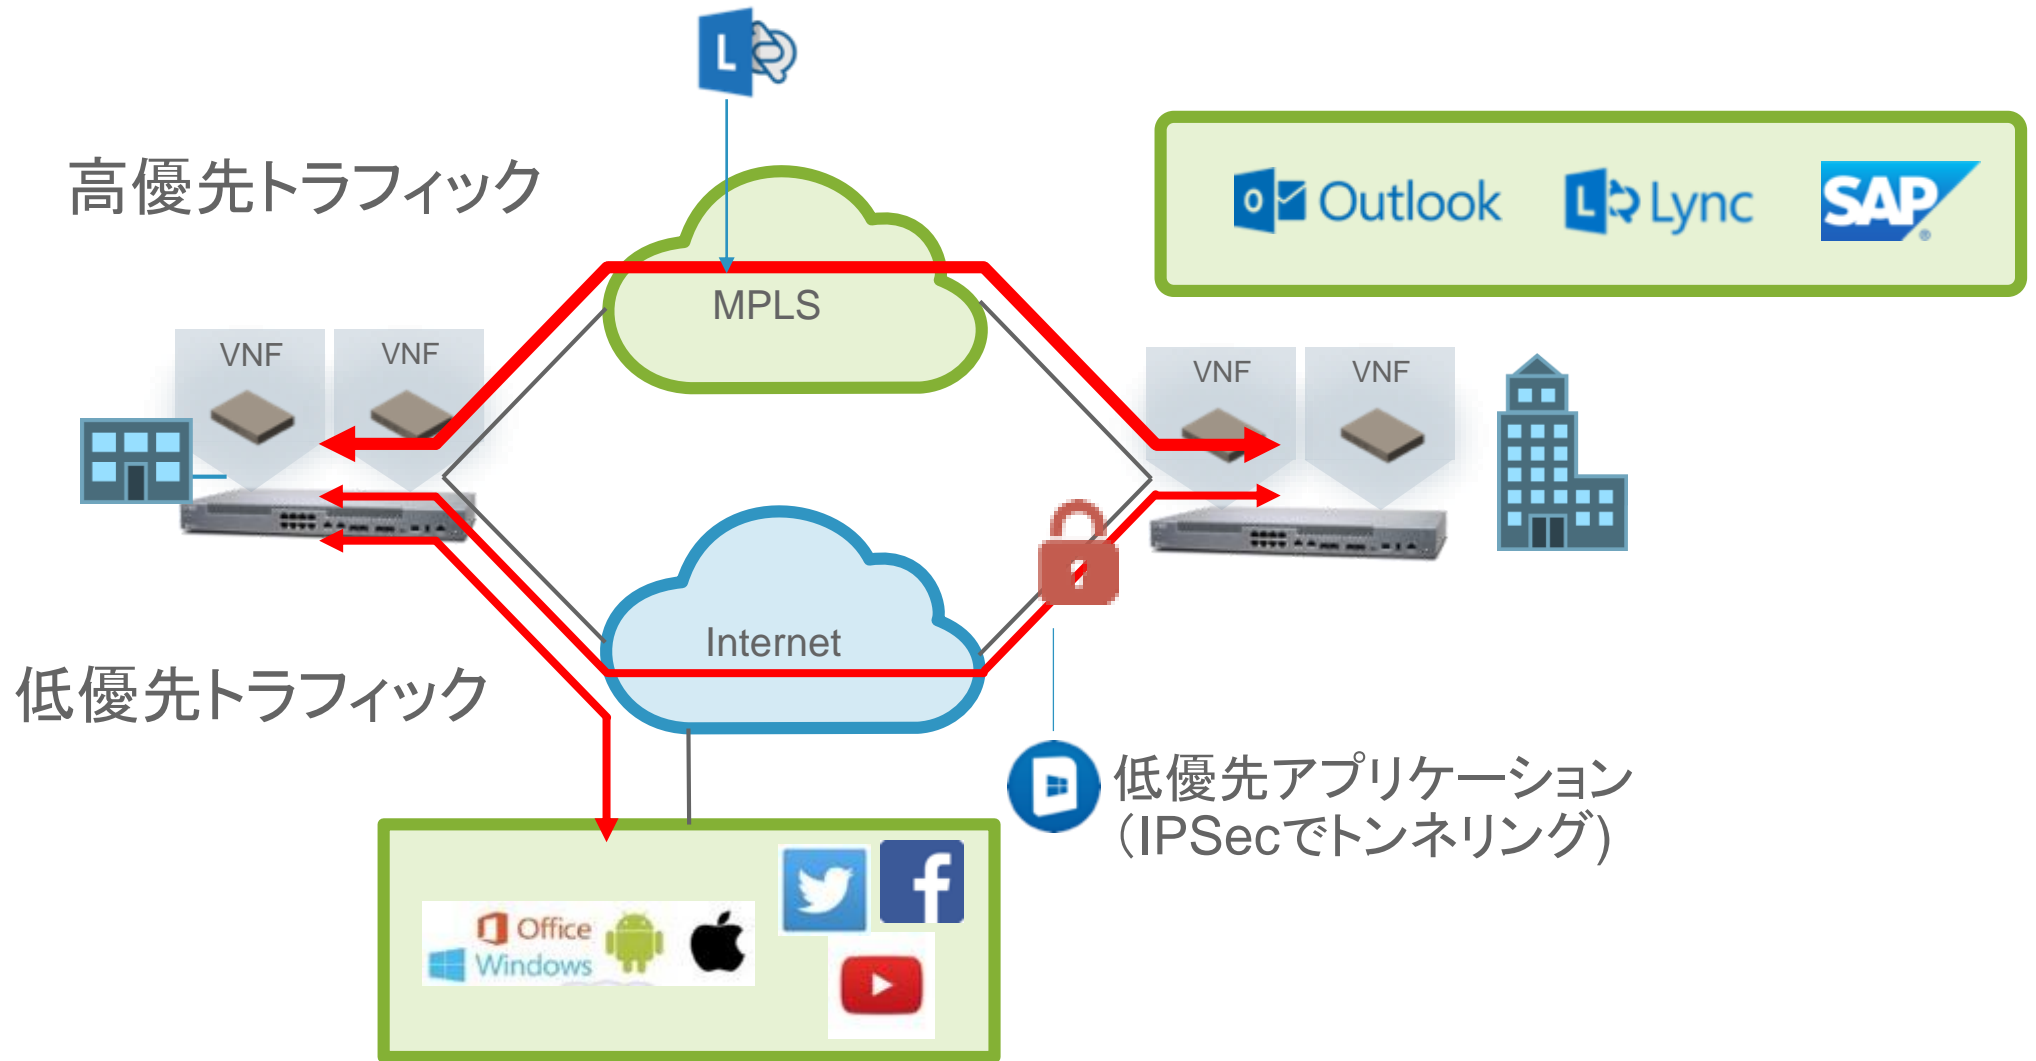 L
高優先トラフィック
Outlook
Lync
SAP
®
MPLS
VNF
VNF
VNF
VNF
Internet
低優先トラフィック
低優先アプリケーション
（IPSecでトンネリング)
Office
Windows